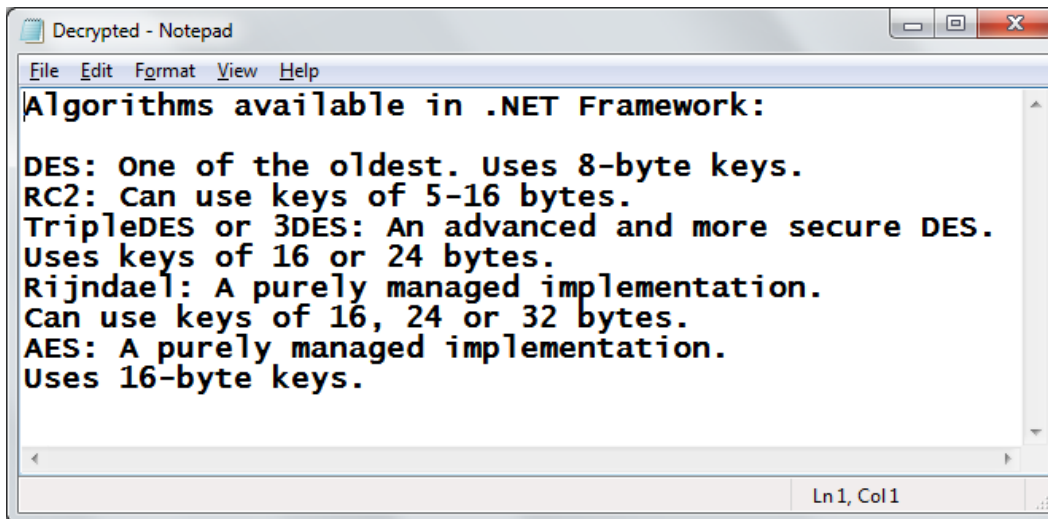 Decrypted - Notepad
File Edit Format View Help
Algorithms available in .NET Framework:
DES: One of the oldest. Uses 8-byte keys.
RC2: Can use keys of 5-16 bytes.
TripleDES or 3DES: An advanced and more secure DES.
Uses keys of 16 or 24 bytes.
Rijndael: A purely managed implementation.
Can use keys of 16, 24 or 32 bytes.
AES: A purely managed implementation.
Uses 16-byte keys.
Ln 1, Col 1